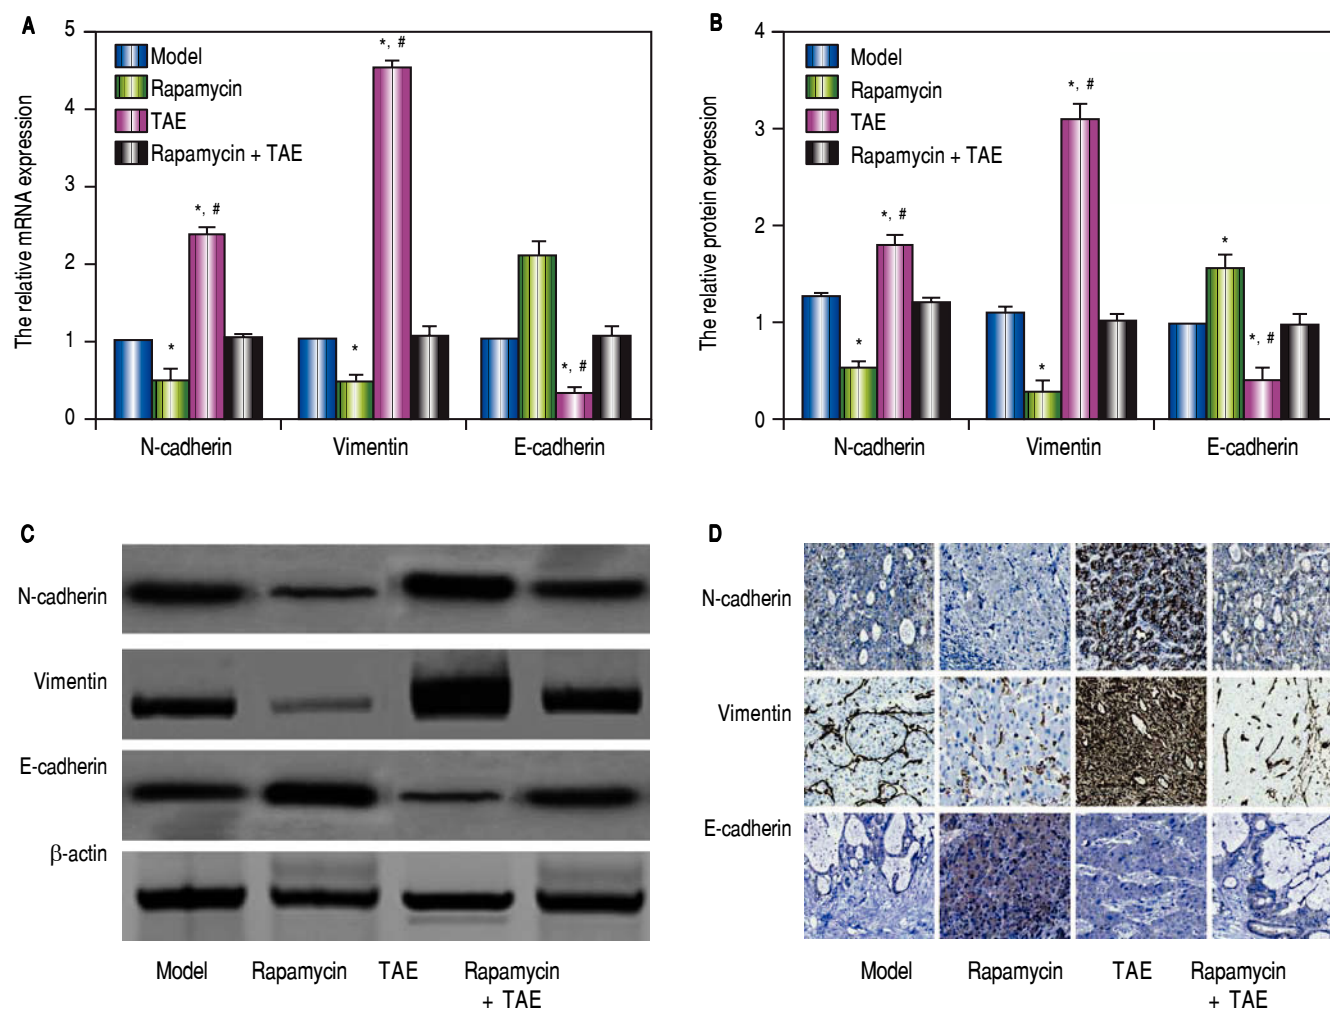 A
The relative mRNA expression
5
4
3
2
1
0
Model
Rapamycin
TAE
Rapamycin + TAE
*
*, #
*
*, #
*, #
N-cadherin
Vimentin
E-cadherin
B
The relative protein expression
4
3
2
1
0
Model
Rapamycin
TAE
Rapamycin + TAE
*
*, #
*
*, #
*
*, #
N-cadherin
Vimentin
E-cadherin
C
N-cadherin
Vimentin
E-cadherin
β-actin
Model
Rapamycin
TAE
Rapamycin
+ TAE
D
N-cadherin
Vimentin
E-cadherin
Model
Rapamycin
TAE
Rapamycin
+ TAE